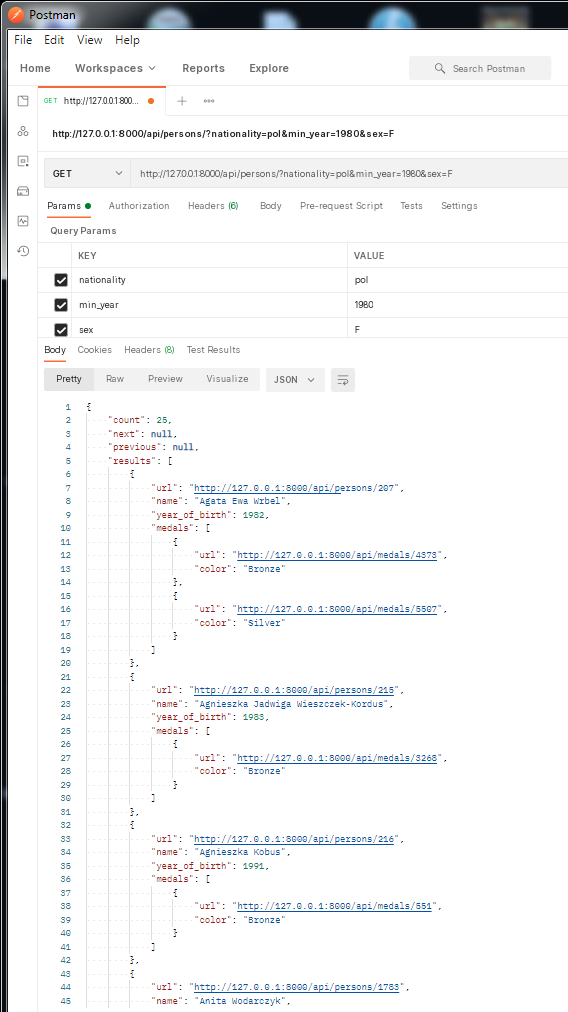 Postman
File Edit View Help
Home Workspaces Reports Explore Search Postman
GET http://127.0.0.1:800...
http://127.0.0.1:8000/api/persons/?nationality=pol&min_year=1980&sex=F
GET http://127.0.0.1:8000/api/persons/?nationality=pol&min_year=1980&sex=F
Params Authorization Headers (6) Body Pre-request Script Tests Settings
Query Params
KEY VALUE
nationality pol
min_year 1980
sex F
Body Cookies Headers (8) Test Results
Pretty Raw Preview Visualize JSON
1 {
2 "count": 25,
3 "next": null,
4 "previous": null,
5 "results": [
6 {
7 "url": "http://127.0.0.1:8000/api/persons/207",
8 "name": "Agata Ewa Wrbel",
9 "year_of_birth": 1982,
10 "medals": [
11 {
12 "url": "http://127.0.0.1:8000/api/medals/4373",
13 "color": "Bronze"
14 },
15 {
16 "url": "http://127.0.0.1:8000/api/medals/5507",
17 "color": "Silver"
18 }
19 ]
20 },
21 {
22 "url": "http://127.0.0.1:8000/api/persons/215",
23 "name": "Agnieszka Jadwiga Wieszczek-Kordus",
24 "year_of_birth": 1983,
25 "medals": [
26 {
27 "url": "http://127.0.0.1:8000/api/medals/3268",
28 "color": "Bronze"
29 }
30 ]
31 },
32 {
33 "url": "http://127.0.0.1:8000/api/persons/216",
34 "name": "Agnieszka Kobus",
35 "year_of_birth": 1991,
36 "medals": [
37 {
38 "url": "http://127.0.0.1:8000/api/medals/551",
39 "color": "Bronze"
40 }
41 ]
42 },
43 {
44 "url": "http://127.0.0.1:8000/api/persons/1783",
45 "name": "Anita Wodarczyk",